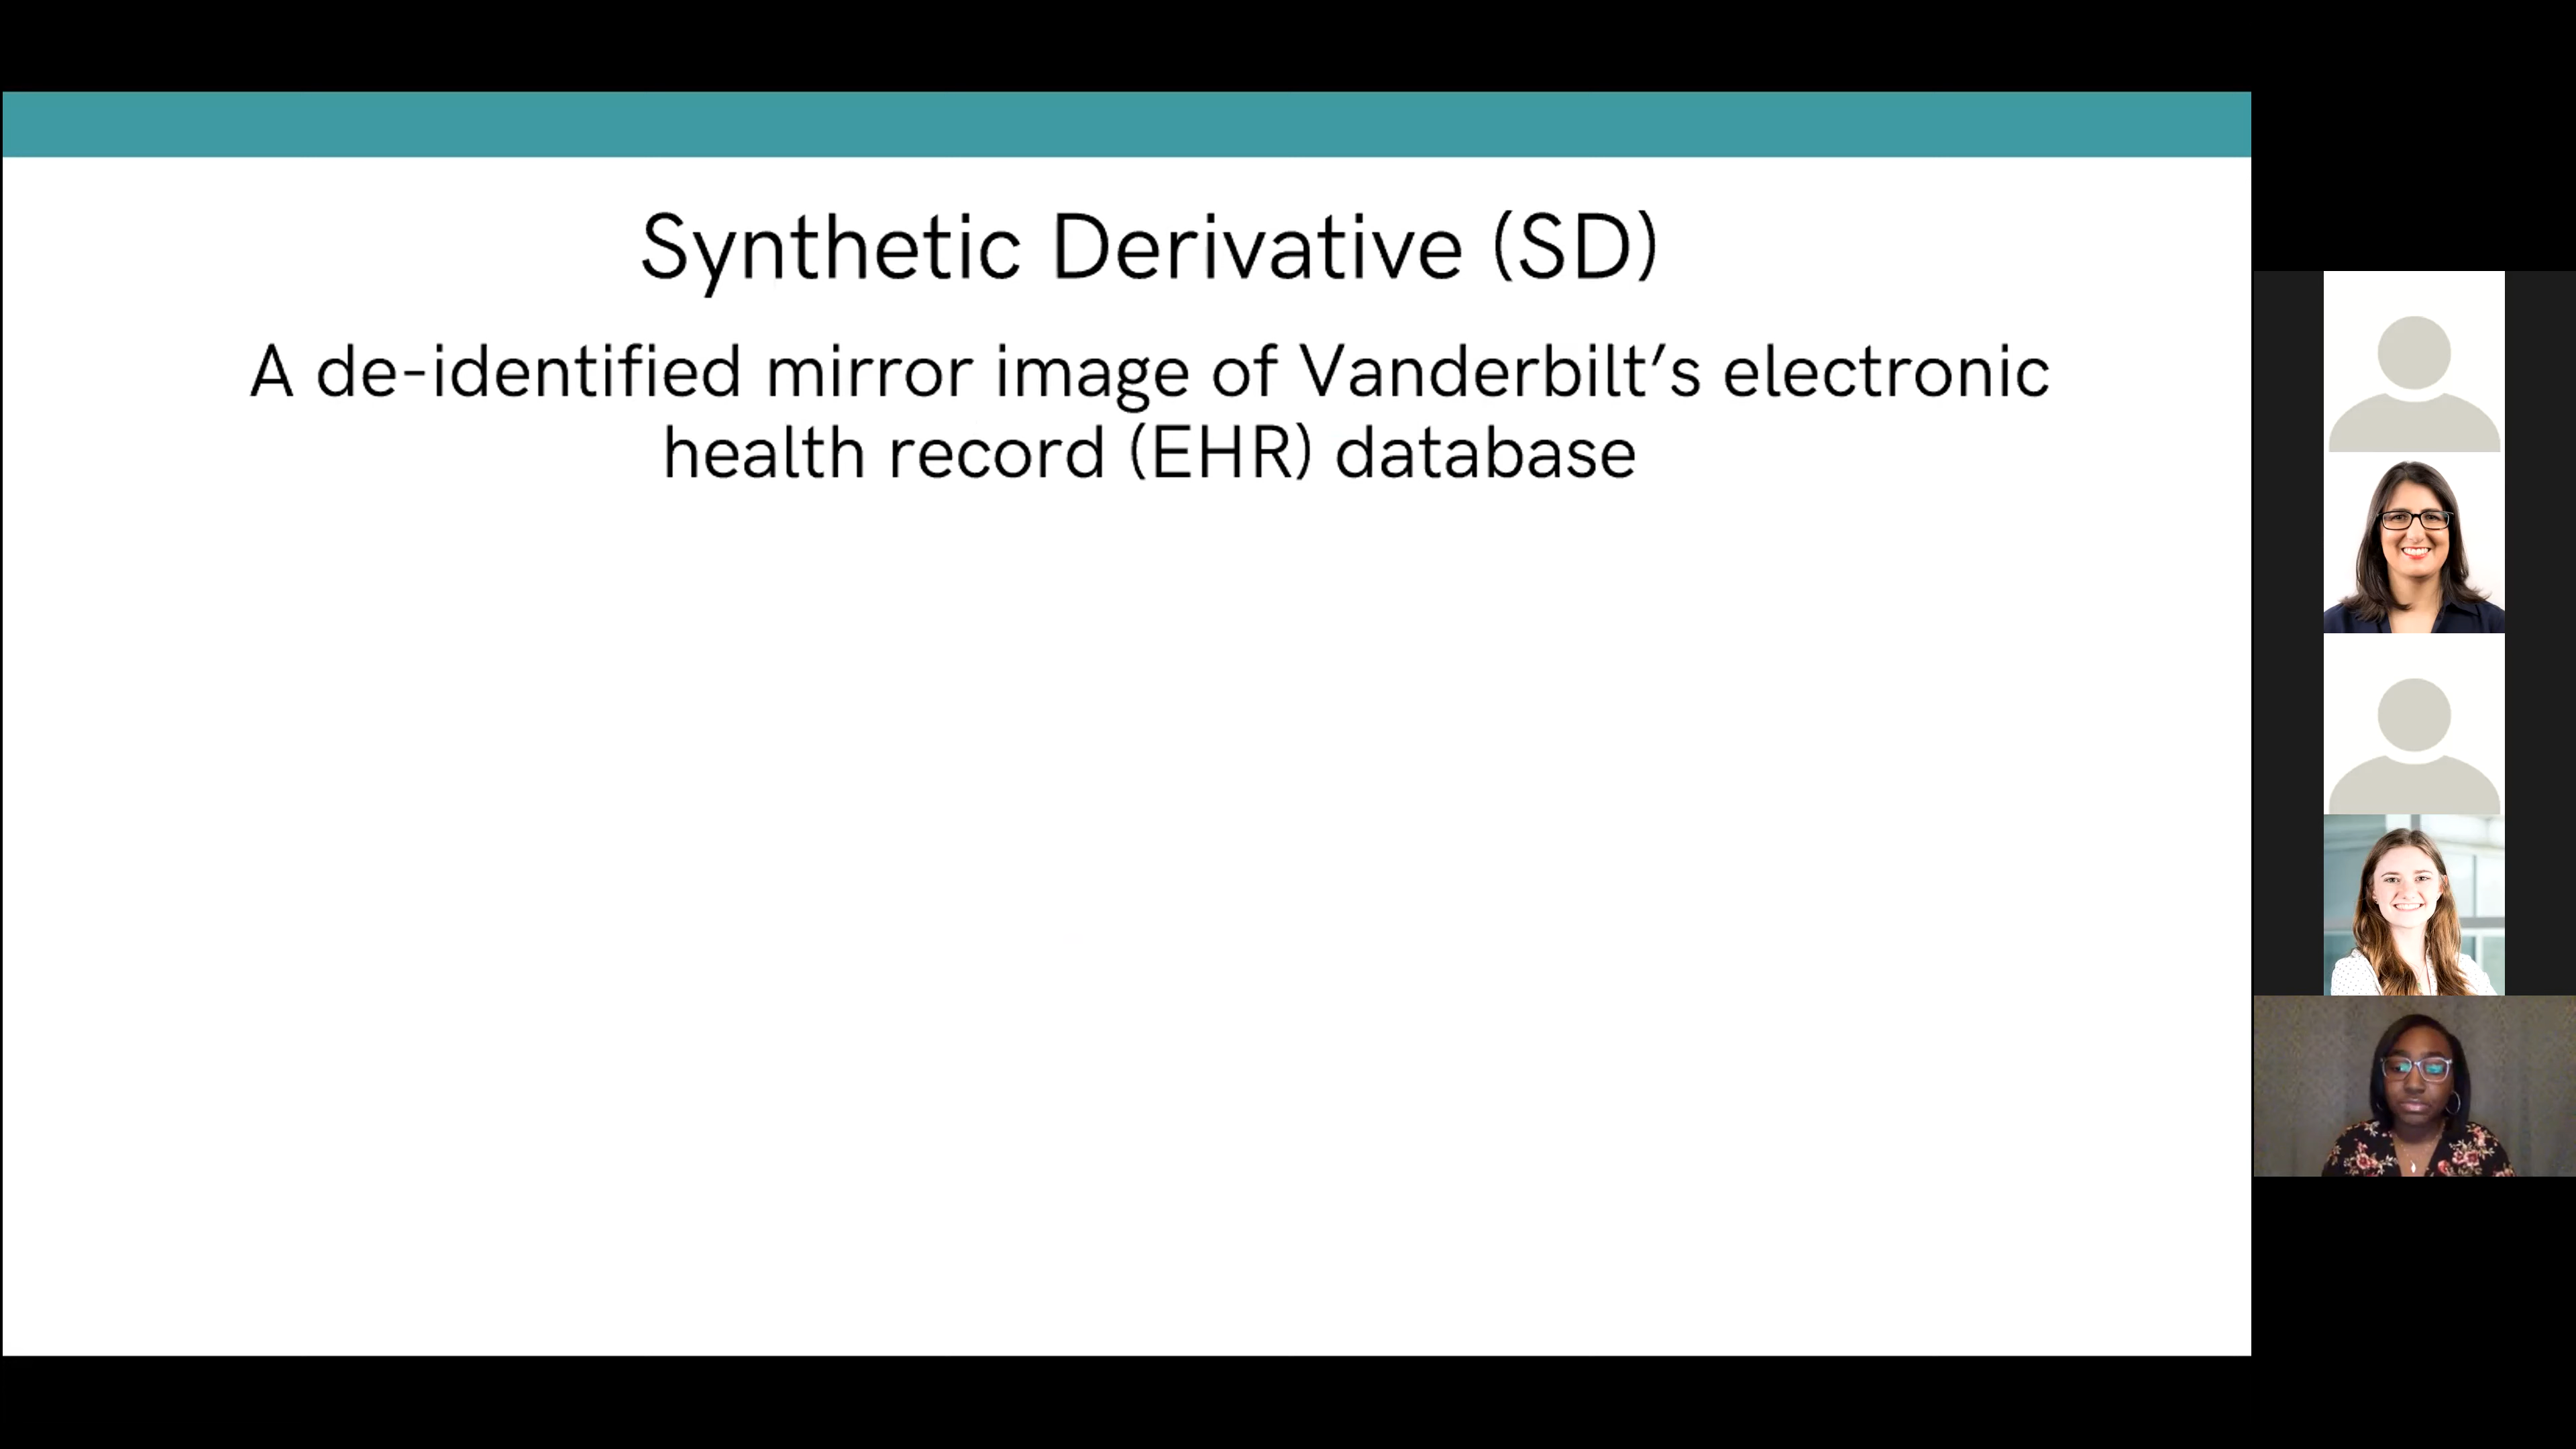 Synthetic Derivative (SD)
A de-identified mirror image of Vanderbilt’s electronic
health record (EHR) database